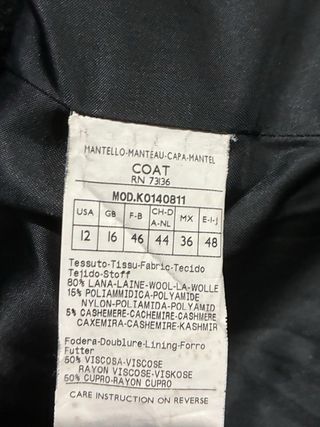 MANTELLO-MANTEAU-CAPA-MANTEL
COAT
RN 73136
MOD.K0140811
USA GB F-B CH-D A-NL MX E-I-J
12 16 46 44 36 48
Tessuto-Tissu-Fabric-Tecido
Tejido-Stoff
80% LANA-LAINE-WOOL-LA-WOLLE
15% POLIAMMIDICA-POLYAMIDE
NYLON-POLIAMIDA-POLYAMID
5% CASHEMERE-CACHEMIRE-CASHMERE
CAXEMIRA-CASHMERE-KASHMIR
Fodera-Doublure-Lining-Forro
Futter
50% VISCOSA-VISCOSE
RAYON VISCOSE-VISKOSE
50% CUPRO-RAYON CUPRO
CARE INSTRUCTION ON REVERSE